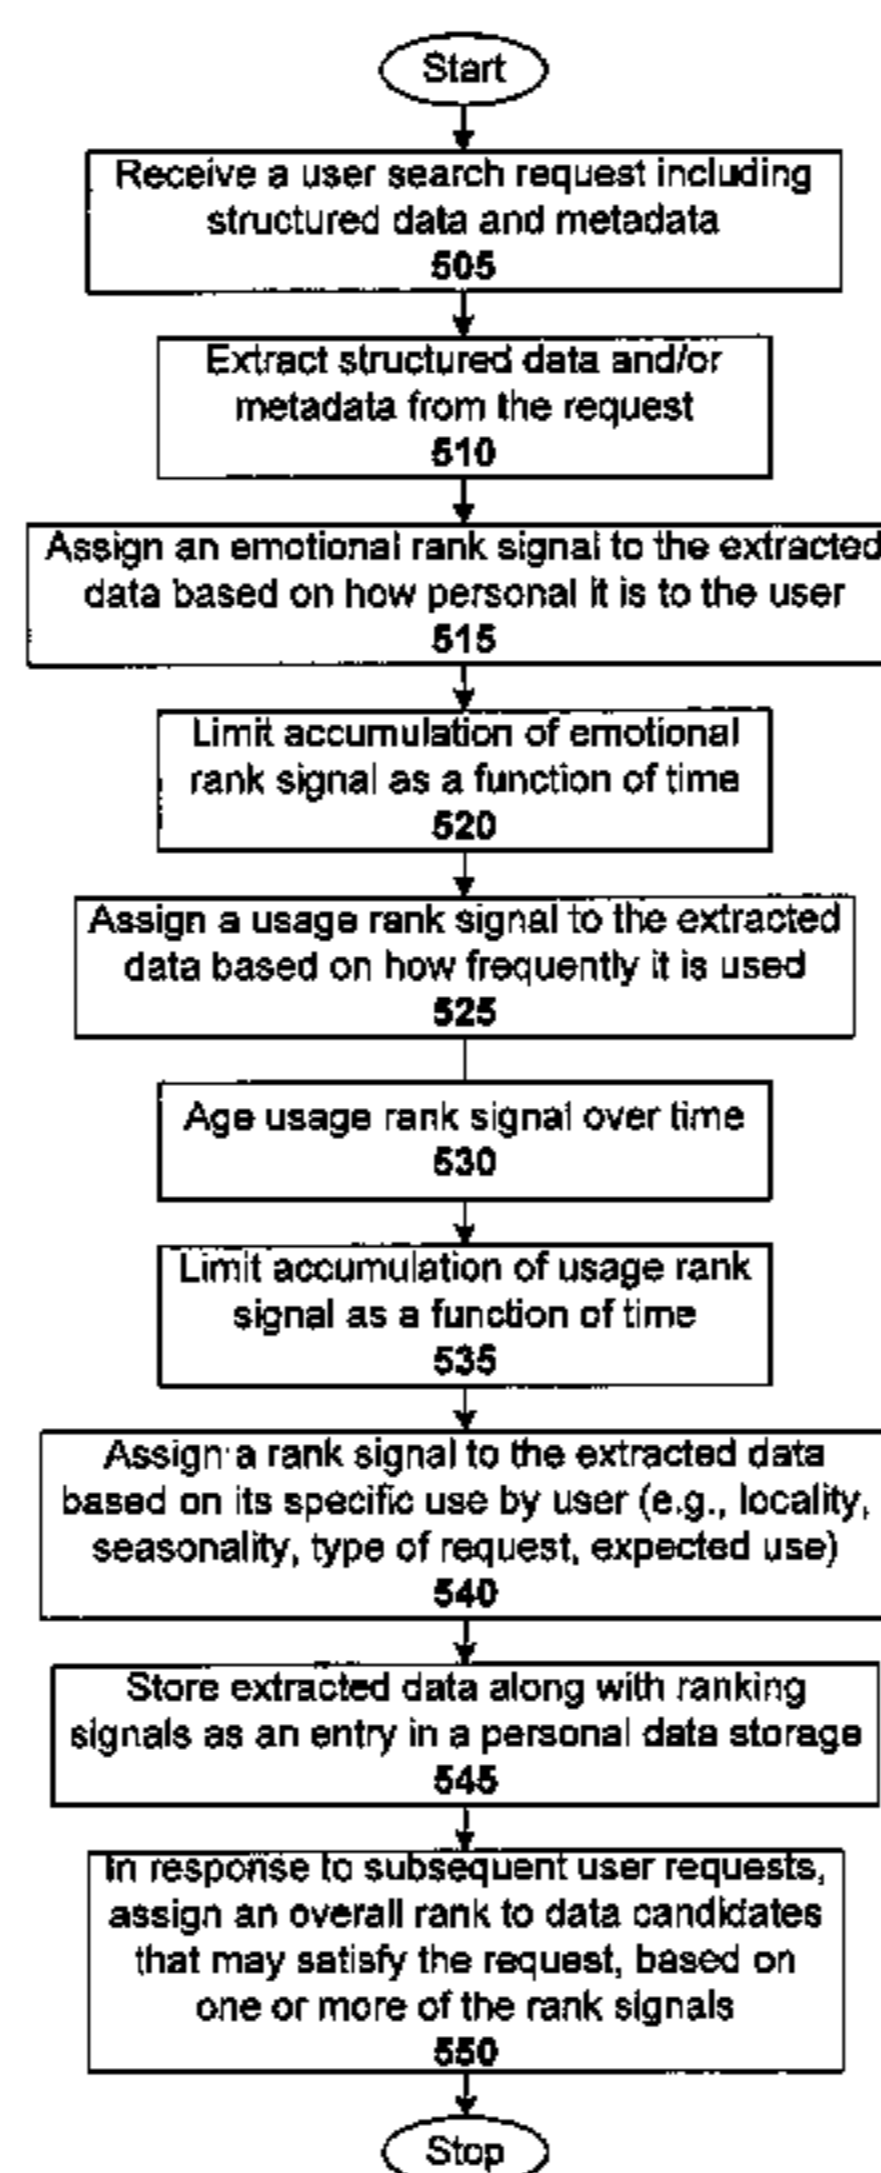 Start
Receive a user search request including
structured data and metadata
505
Extract structured data and/or
metadata from the request
510
Assign an emotional rank signal to the extracted
data based on how personal it is to the user
515
Limit accumulation of emotional
rank signal as a function of time
520
Assign a usage rank signal to the extracted
data based on how frequently it is used
525
Age usage rank signal over time
530
Limit accumulation of usage rank
signal as a function of time
535
Assign a rank signal to the extracted data
based on its specific use by user (e.g., locality,
seasonality, type of request, expected use)
540
Store extracted data along with ranking
signals as an entry in a personal data storage
545
In response to subsequent user requests,
assign an overall rank to data candidates
that may satisfy the request, based on
one or more of the rank signals
550
Stop